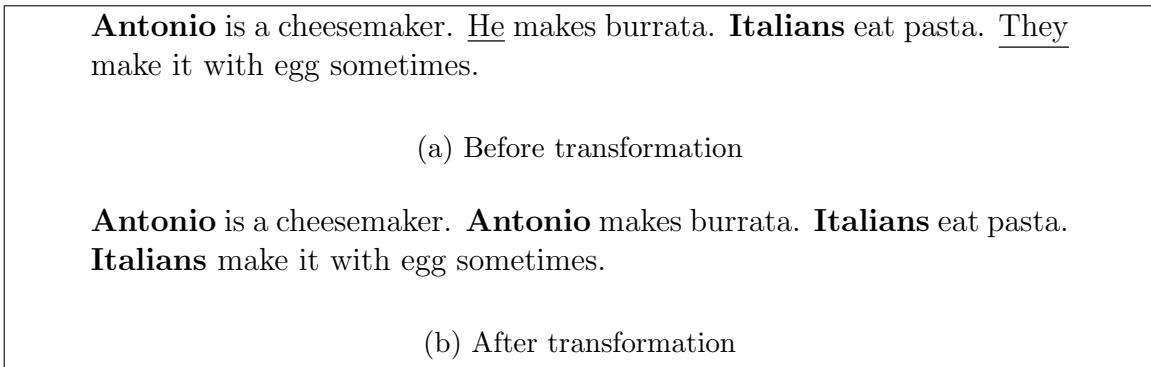 Antonio is a cheesemaker. He makes burrata. Italians eat pasta. They
make it with egg sometimes.
(a) Before transformation
Antonio is a cheesemaker. Antonio makes burrata. Italians eat pasta.
Italians make it with egg sometimes.
(b) After transformation